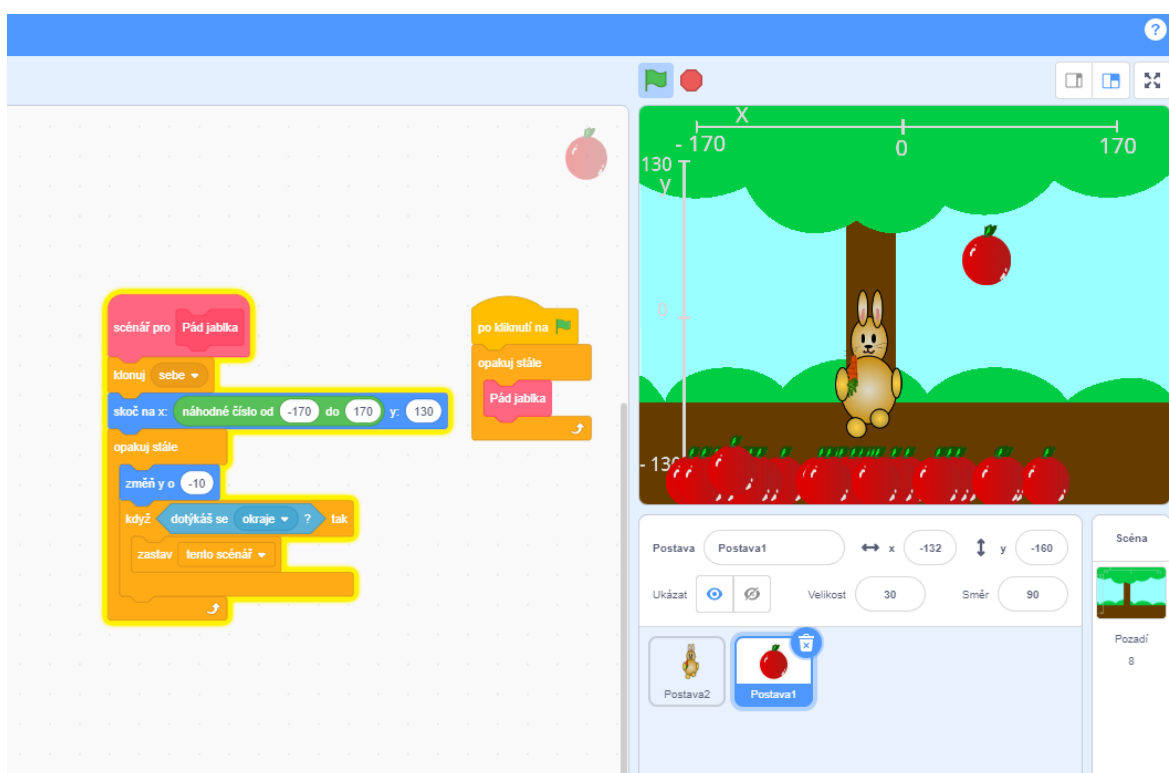 ?
X
- 170
0
170
130
y
0
- 130
scénář pro Pád jablka
klonuj sebe
skoč na x: náhodné číslo od -170 do 170 y: 130
opakuj stále
změň y o -10
když dotýkáš se okraje ? tak
zastav tento scénář
po kliknutí na
opakuj stále
Pád jablka
Postava Postava1 x -132 y -160
Ukázat Velikost 30 Směr 90
Postava2
Postava1
Scéna
Pozadí
8